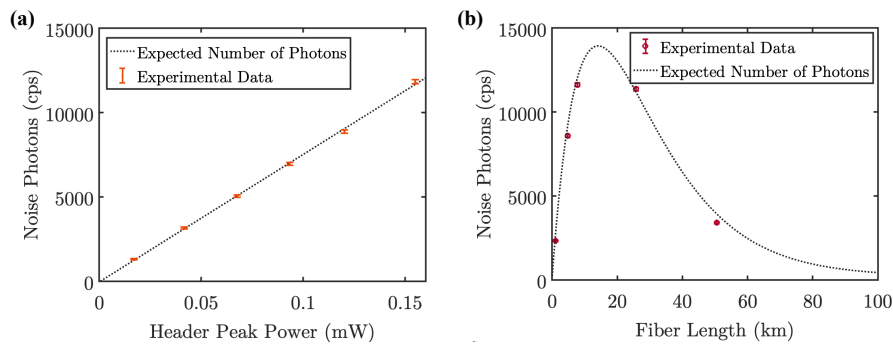 (a)
15000
10000
5000
0
Noise Photons (cps)
Expected Number of Photons
Experimental Data
0
0.05
0.1
0.15
Header Peak Power (mW)
(b)
15000
10000
5000
0
Noise Photons (cps)
Experimental Data
Expected Number of Photons
0
20
40
60
80
100
Fiber Length (km)